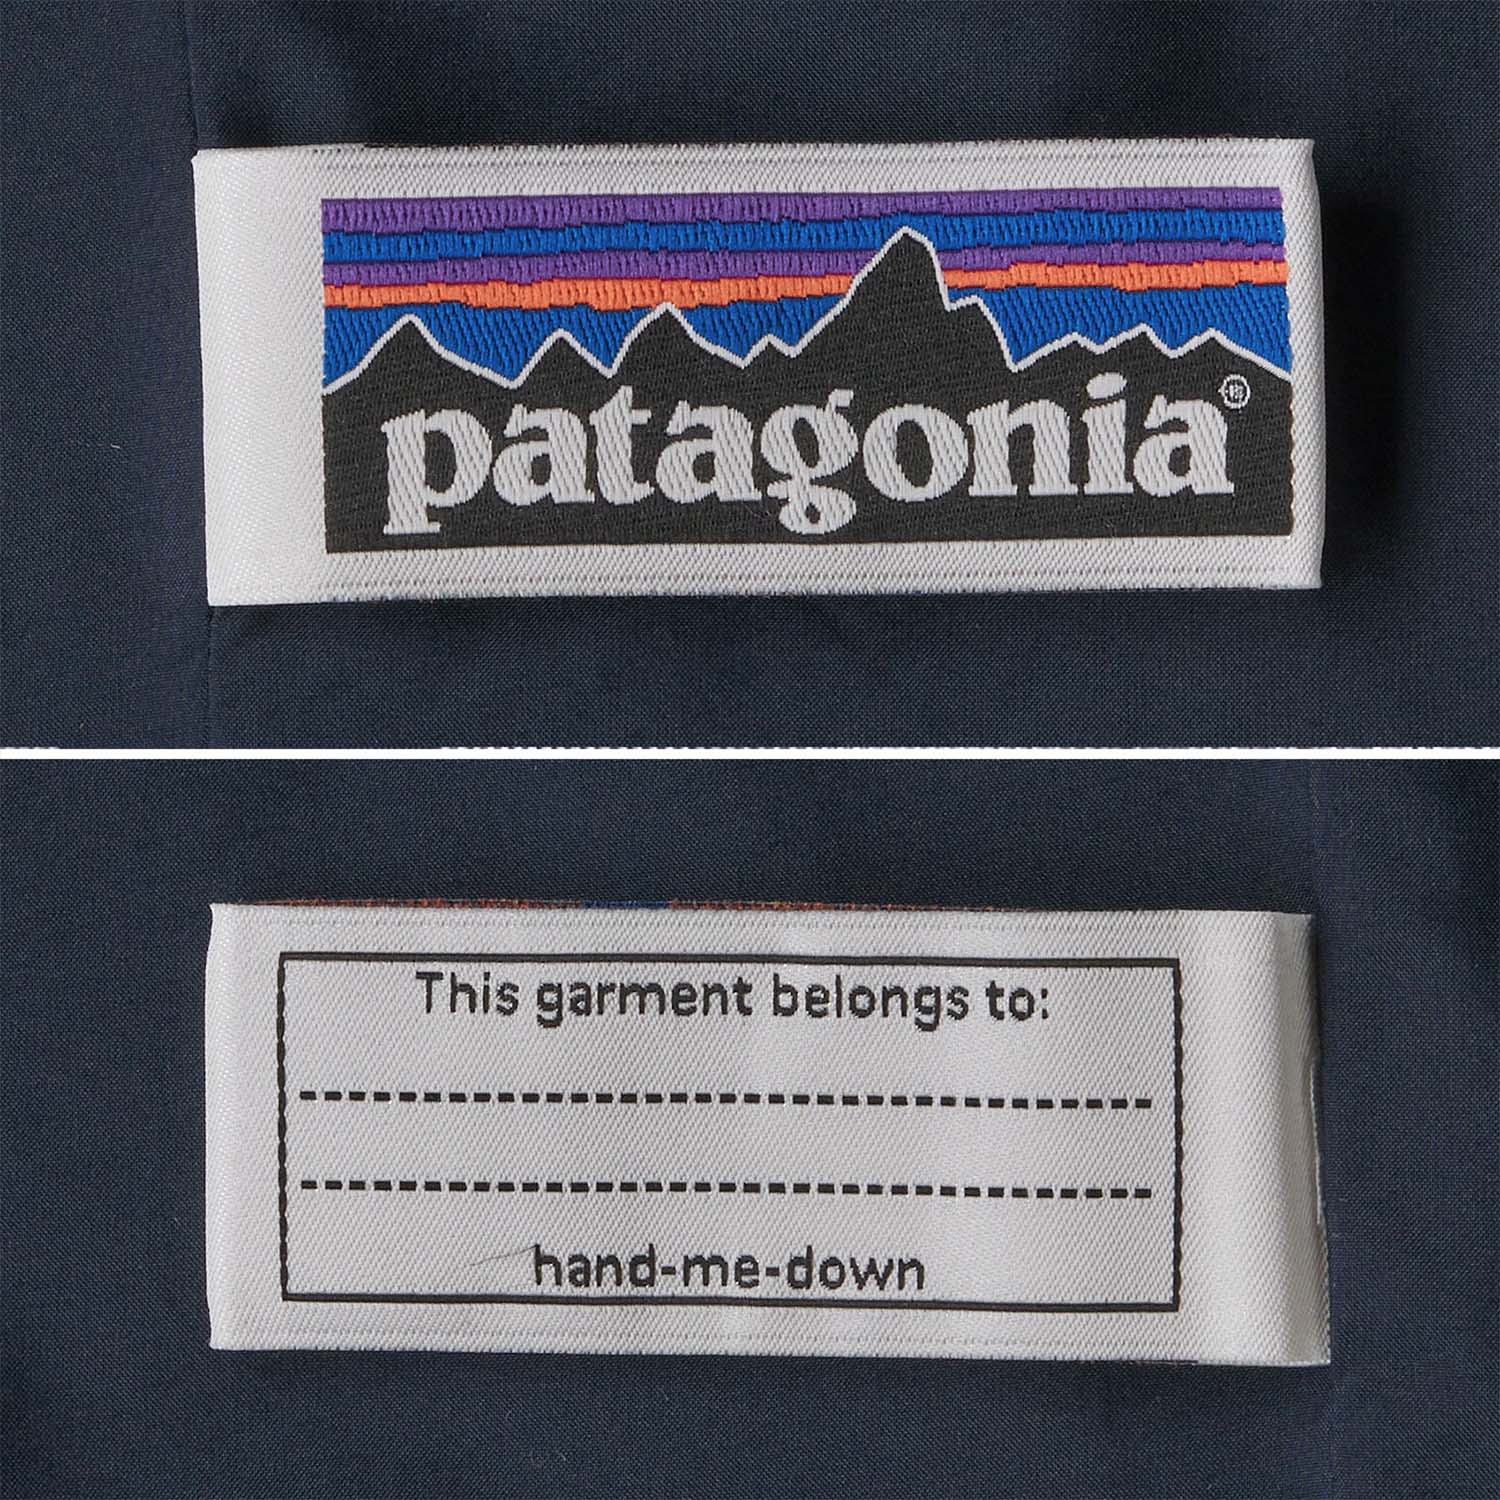 patagonia®
This garment belongs to:
hand-me-down